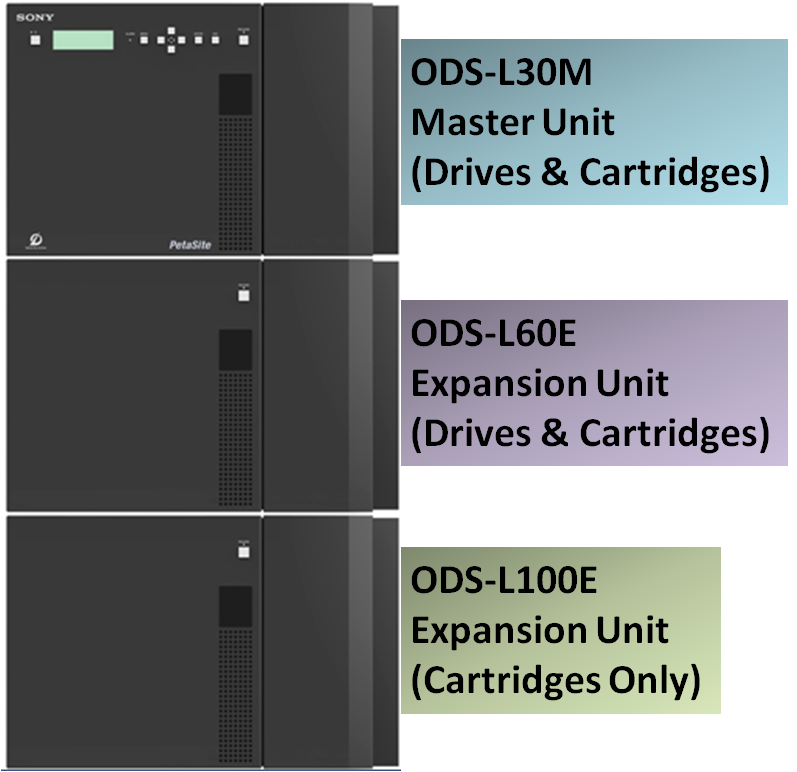 SONY
PetaSite
ODS-L30M
Master Unit
(Drives & Cartridges)
ODS-L60E
Expansion Unit
(Drives & Cartridges)
ODS-L100E
Expansion Unit
(Cartridges Only)